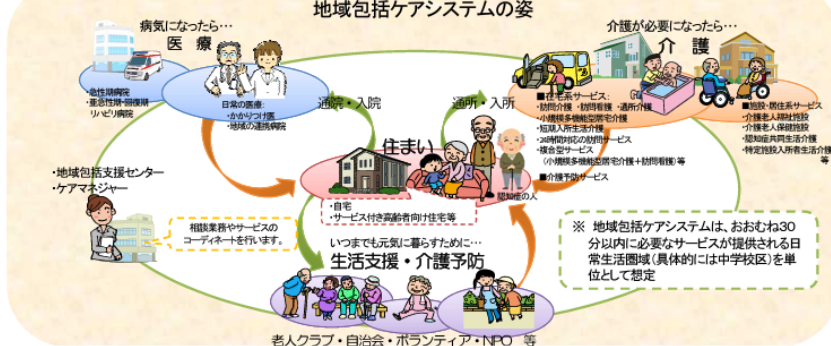 地域包括ケアシステムの姿
病気になったら…
医 療
・急性期病院
・亜急性期・回復期
リハビリ病院
日常の医療:
・かかりつけ医
・地域の連携病院
通院・入院
通所・入所
介護が必要になったら…
介 護
■在宅系サービス:
・訪問介護 ・訪問看護 ・通所介護
・小規模多機能型居宅介護
・短期入所生活介護
・24時間対応の訪問サービス
・複合型サービス
(小規模多機能型居宅介護+訪問看護)等
■介護予防サービス
■施設・居住系サービス
・介護老人福祉施設
・介護老人保健施設
・認知症共同生活介護
・特定施設入所者生活介護
等
住まい
認知症の人
・自宅
・サービス付き高齢者向け住宅等
・地域包括支援センター
・ケアマネジャー
相談業務やサービスの
コーディネートを行います。
いつまでも元気に暮らすために…
生活支援・介護予防
老人クラブ・自治会・ボランティア・NPO 等
※ 地域包括ケアシステムは、おおむね30
分以内に必要なサービスが提供される日
常生活圏域(具体的には中学校区)を単
位として想定